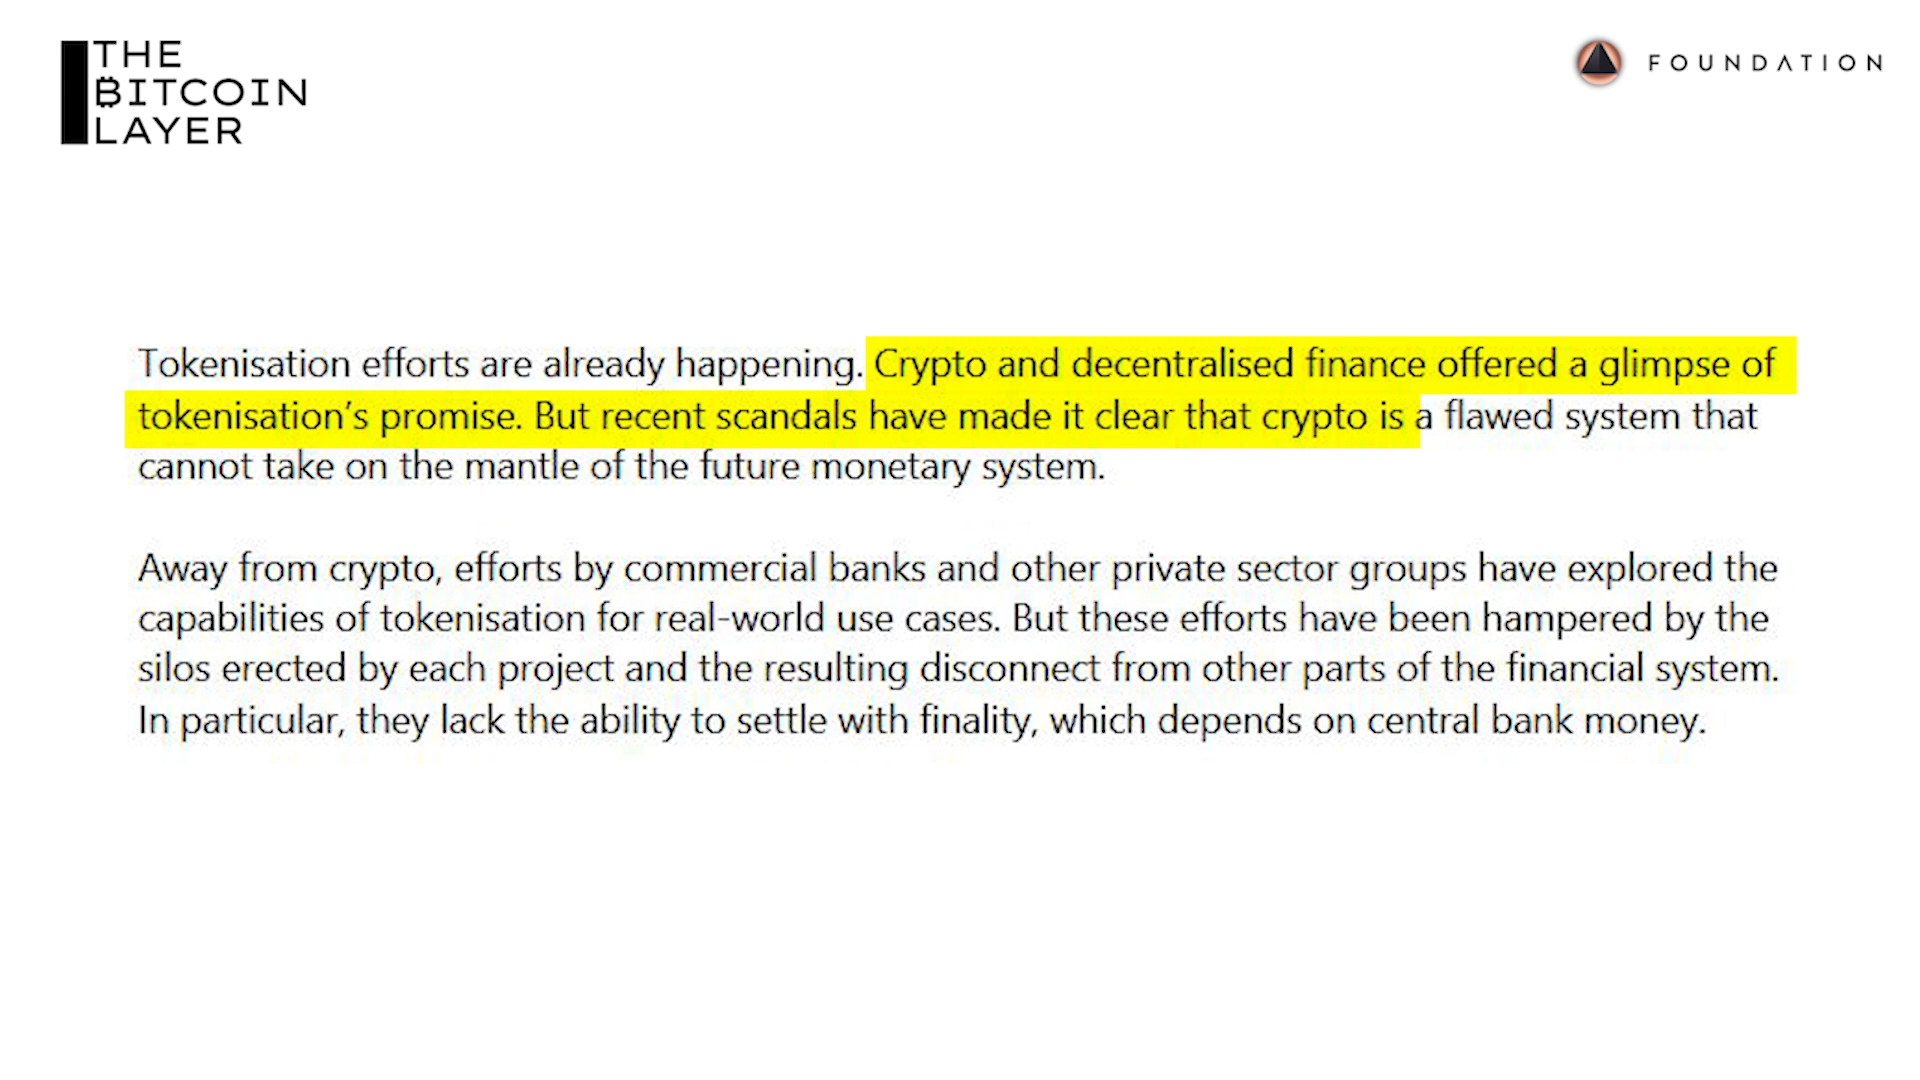 THE
BITCOIN
LAYER
FOUNDATION
Tokenisation efforts are already happening. Crypto and decentralised finance offered a glimpse of
tokenisation’s promise. But recent scandals have made it clear that crypto is a flawed system that
cannot take on the mantle of the future monetary system.
Away from crypto, efforts by commercial banks and other private sector groups have explored the
capabilities of tokenisation for real-world use cases. But these efforts have been hampered by the
silos erected by each project and the resulting disconnect from other parts of the financial system.
In particular, they lack the ability to settle with finality, which depends on central bank money.